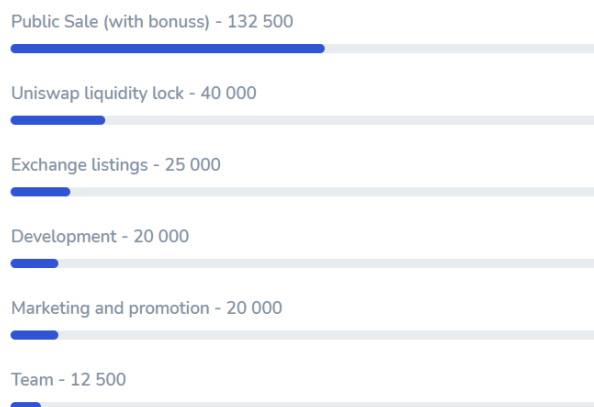 Public Sale (with bonuss) - 132 500
Uniswap liquidity lock - 40 000
Exchange listings - 25 000
Development - 20 000
Marketing and promotion - 20 000
Team - 12 500